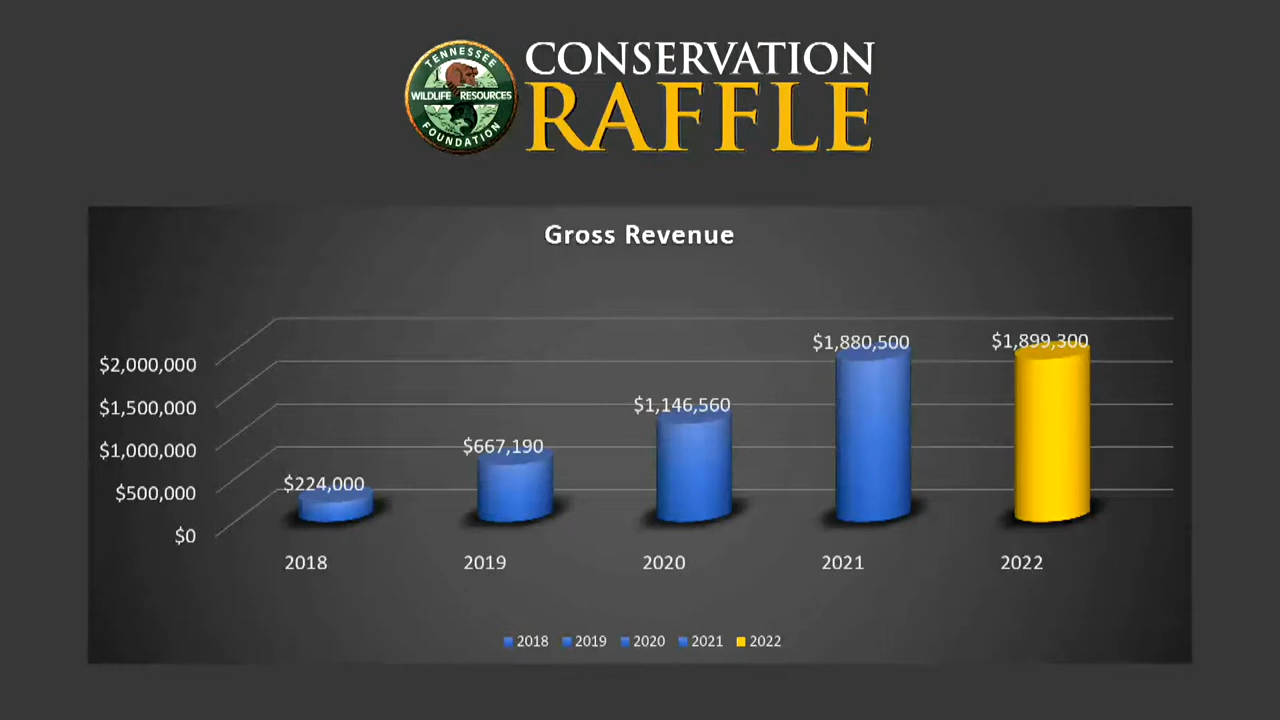 TENNESSEE
WILDLIFE RESOURCES
FOUNDATION
CONSERVATION
RAFFLE
Gross Revenue
$2,000,000
$1,500,000
$1,000,000
$500,000
$0
$224,000
$667,190
$1,146,560
$1,880,500
$1,899,300
2018 2019 2020 2021 2022
2018 2019 2020 2021 2022